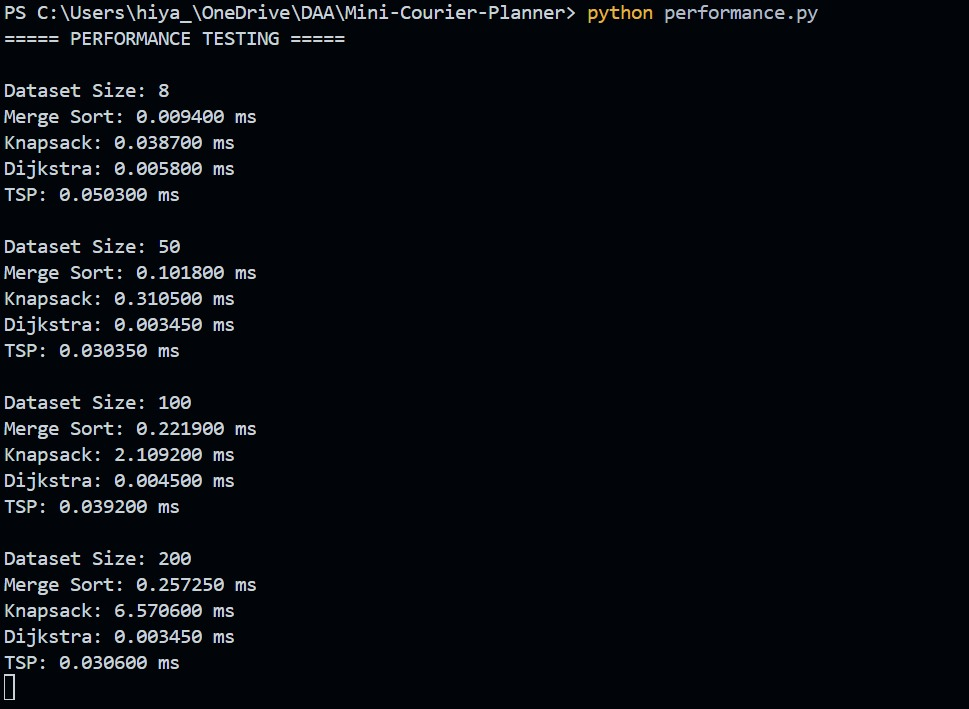 PS C:\Users\hiya_\OneDrive\DAA\Mini-Courier-Planner> python performance.py
===== PERFORMANCE TESTING =====
Dataset Size: 8
Merge Sort: 0.009400 ms
Knapsack: 0.038700 ms
Dijkstra: 0.005800 ms
TSP: 0.050300 ms
Dataset Size: 50
Merge Sort: 0.101800 ms
Knapsack: 0.310500 ms
Dijkstra: 0.003450 ms
TSP: 0.030350 ms
Dataset Size: 100
Merge Sort: 0.221900 ms
Knapsack: 2.109200 ms
Dijkstra: 0.004500 ms
TSP: 0.039200 ms
Dataset Size: 200
Merge Sort: 0.257250 ms
Knapsack: 6.570600 ms
Dijkstra: 0.003450 ms
TSP: 0.030600 ms